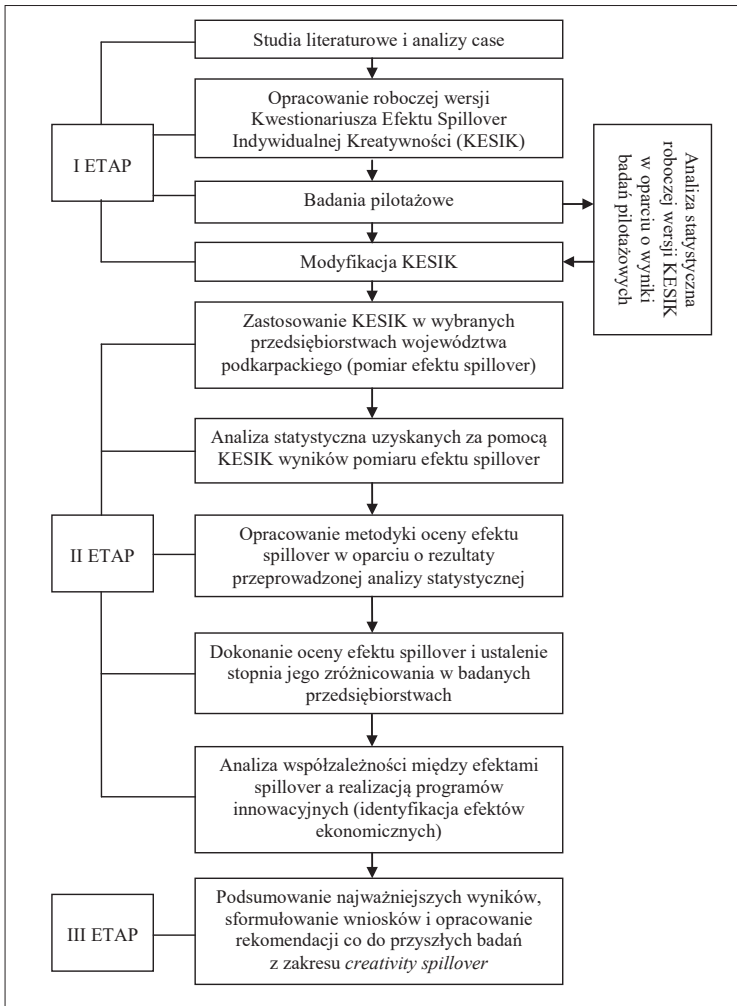 Studia literaturowe i analizy case
Opracowanie roboczej wersji
Kwestionariusza Efektu Spillover
Indywidualnej Kreatywności (KESIK)
I ETAP
Badania pilotażowe
Analiza statystyczna
roboczej wersji KESIK
w oparciu o wyniki
badań pilotażowych
Modyfikacja KESIK
Zastosowanie KESIK w wybranych
przedsiębiorstwach województwa
podkarpackiego (pomiar efektu spillover)
Analiza statystyczna uzyskanych za pomocą
KESIK wyników pomiaru efektu spillover
II ETAP
Opracowanie metodyki oceny efektu
spillover w oparciu o rezultaty
przeprowadzonej analizy statystycznej
Dokonanie oceny efektu spillover i ustalenie
stopnia jego zróżnicowania w badanych
przedsiębiorstwach
Analiza współzależności między efektami
spillover a realizacją programów
innowacyjnych (identyfikacja efektów
ekonomicznych)
III ETAP
Podsumowanie najważniejszych wyników,
sformułowanie wniosków i opracowanie
rekomendacji co do przyszłych badań
z zakresu creativity spillover